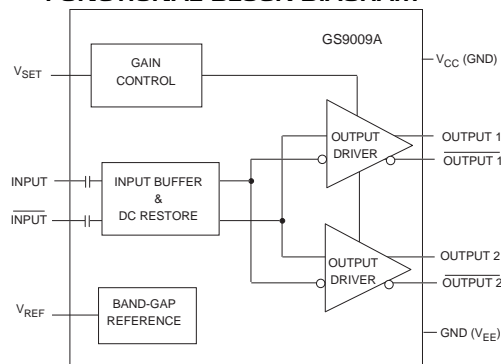 FUNCTIONAL BLOCK DIAGRAM
GS9009A
VSET
GAIN
CONTROL
VCC (GND)
OUTPUT
DRIVER
OUTPUT 1
OUTPUT 1
INPUT
INPUT
INPUT BUFFER
&
DC RESTORE
OUTPUT
DRIVER
OUTPUT 2
OUTPUT 2
VREF
BAND-GAP
REFERENCE
GND (VEE)